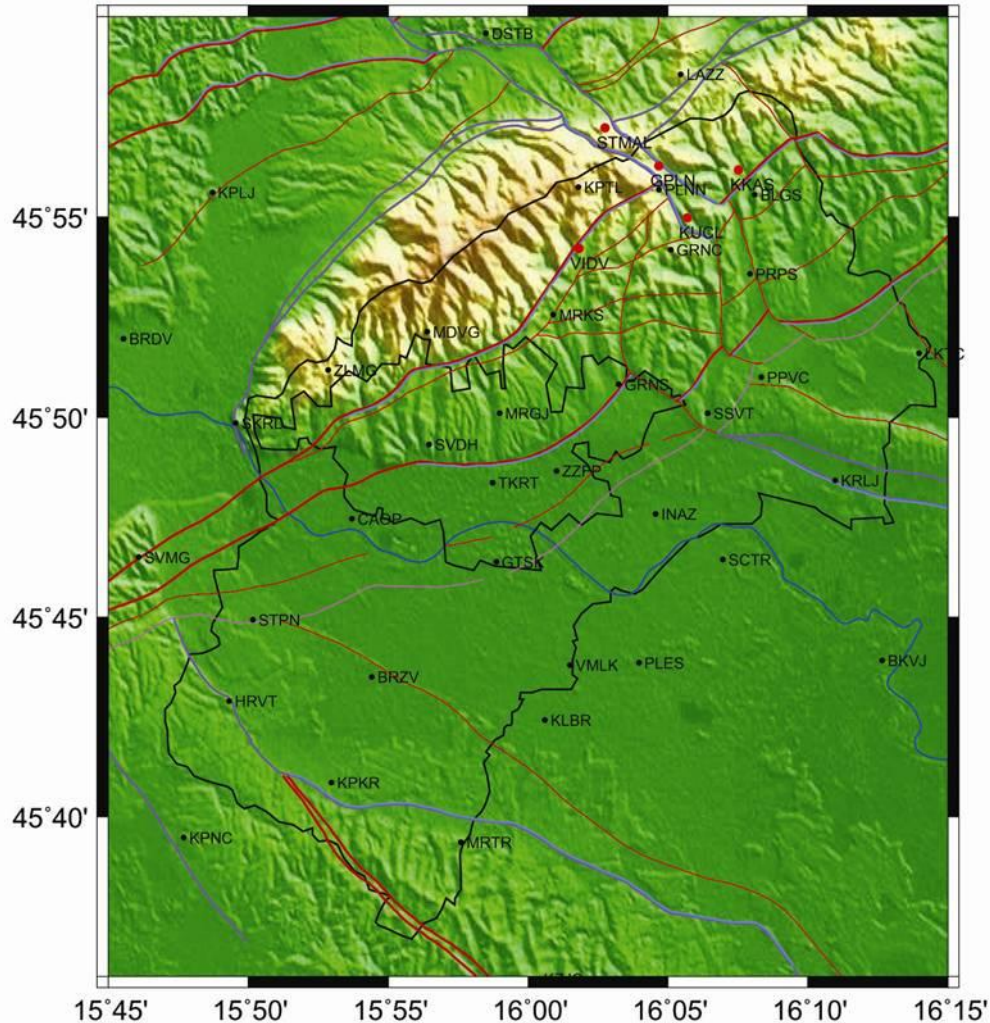 DSTB
LAZZ
STMAL
GPLN
PLNN
KPTL
KKAS
BLGS
KPLJ
KUCL
GRNC
VIDV
PRPS
MRKS
BRDV
MDVG
LKTC
ZLMG
PPVC
GRNS
MRGJ
SSVT
SKRD
SVDH
ZZFP
TKRT
KRLJ
CAOP
INAZ
SVMG
GTSK
SCTR
STPN
VMLK
PLES
BKVJ
BRZV
HRVT
KLBR
KPKR
KPNC
MRTR
45°55'
45°50'
45°45'
45°40'
15°45' 15°50' 15°55' 16°00' 16°05' 16°10' 16°15'